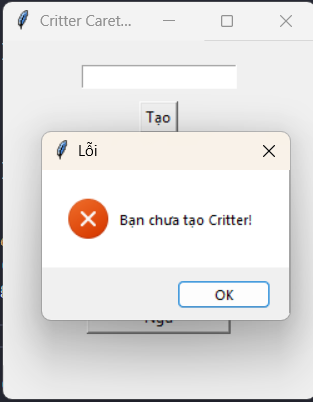 Critter Caret...
Tạo
Lỗi
Bạn chưa tạo Critter!
OK